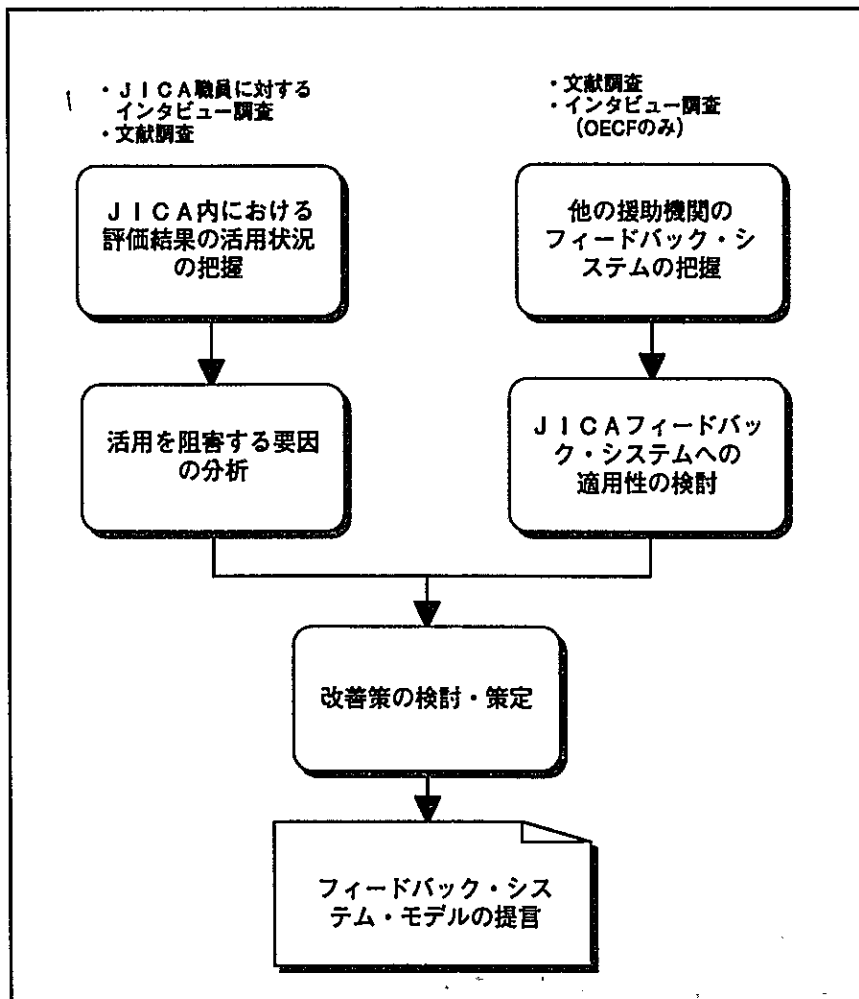 ・ＪＩＣＡ職員に対する
インタビュー調査
・文献調査
ＪＩＣＡ内における
評価結果の活用状況
の把握
活用を阻害する要因
の分析
・文献調査
・インタビュー調査
(OECFのみ)
他の援助機関の
フィードバック・シ
ステムの把握
ＪＩＣＡフィードバッ
ク・システムへの
適用性の検討
改善策の検討・策定
フィードバック・シス
テム・モデルの提言